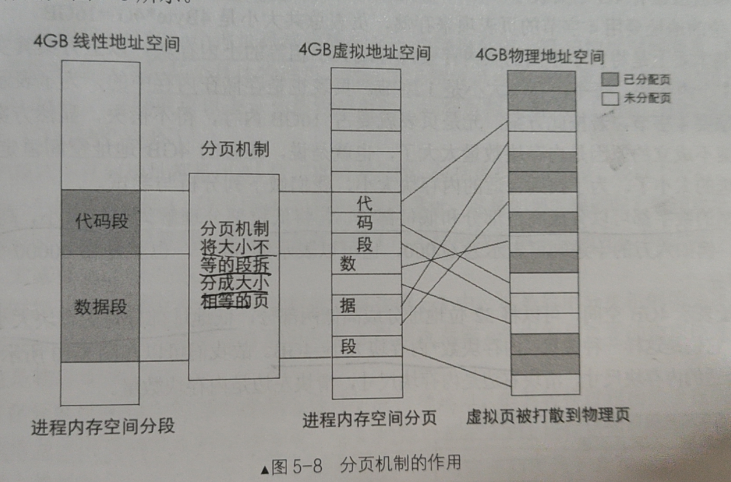 4GB 线性地址空间
4GB虚拟地址空间
4GB物理地址空间
已分配页
未分配页
分页机制
代码段
数据段
分页机制
将大小不
等的段拆
分成大小
相等的页
代
码
段
数
据
段
进程内存空间分段
进程内存空间分页
虚拟页被打散到物理页
▲图 5-8 分页机制的作用